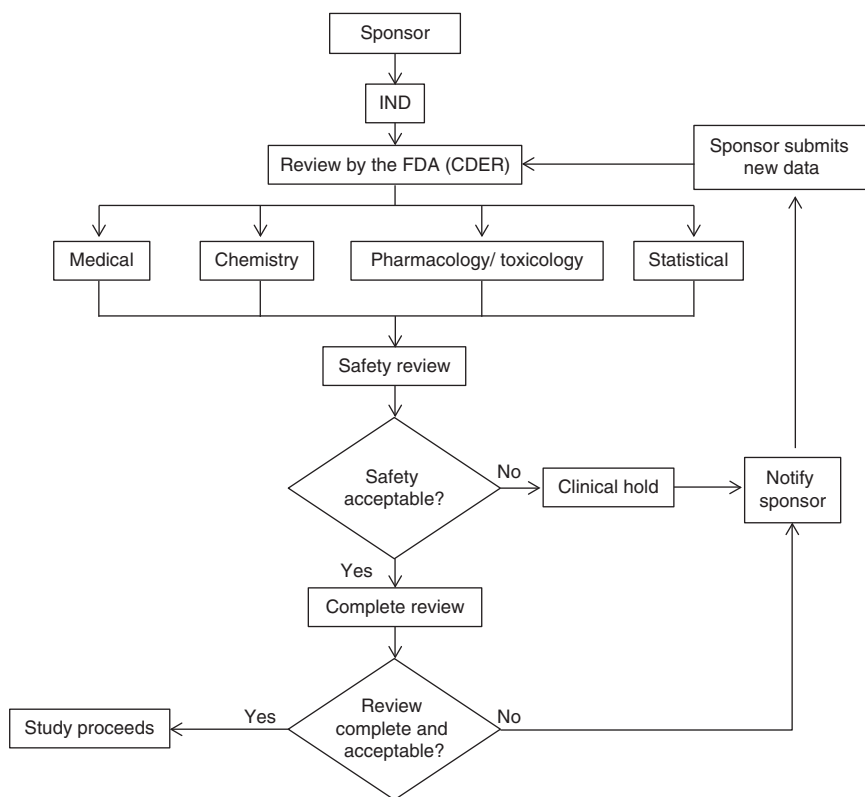 Sponsor
IND
Review by the FDA (CDER)
Sponsor submits
new data
Medical
Chemistry
Pharmacology/ toxicology
Statistical
Safety review
Safety
acceptable?
No
Clinical hold
Notify
sponsor
Yes
Complete review
Review
complete and
acceptable?
Yes
Study proceeds
No